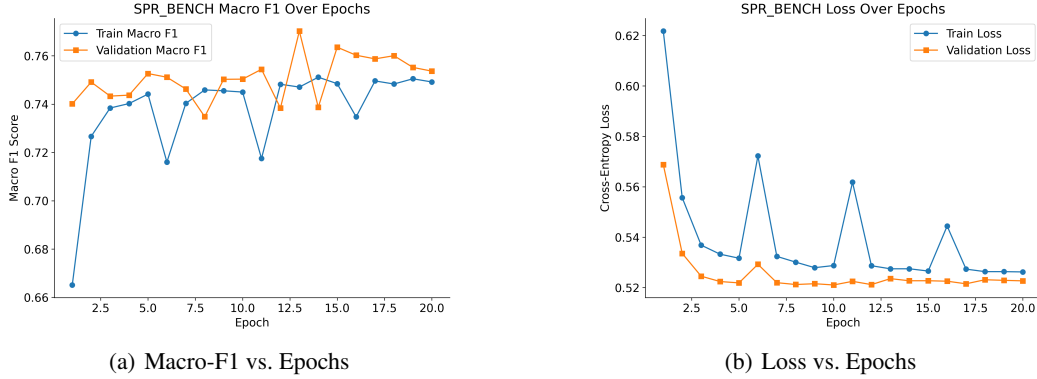 SPR_BENCH Macro F1 Over Epochs
Train Macro F1
Validation Macro F1
Macro F1 Score
0.76
0.74
0.72
0.70
0.68
0.66
2.5 5.0 7.5 10.0 12.5 15.0 17.5 20.0
Epoch
(a) Macro-F1 vs. Epochs
SPR_BENCH Loss Over Epochs
Train Loss
Validation Loss
Cross-Entropy Loss
0.62
0.60
0.58
0.56
0.54
0.52
2.5 5.0 7.5 10.0 12.5 15.0 17.5 20.0
Epoch
(b) Loss vs. Epochs